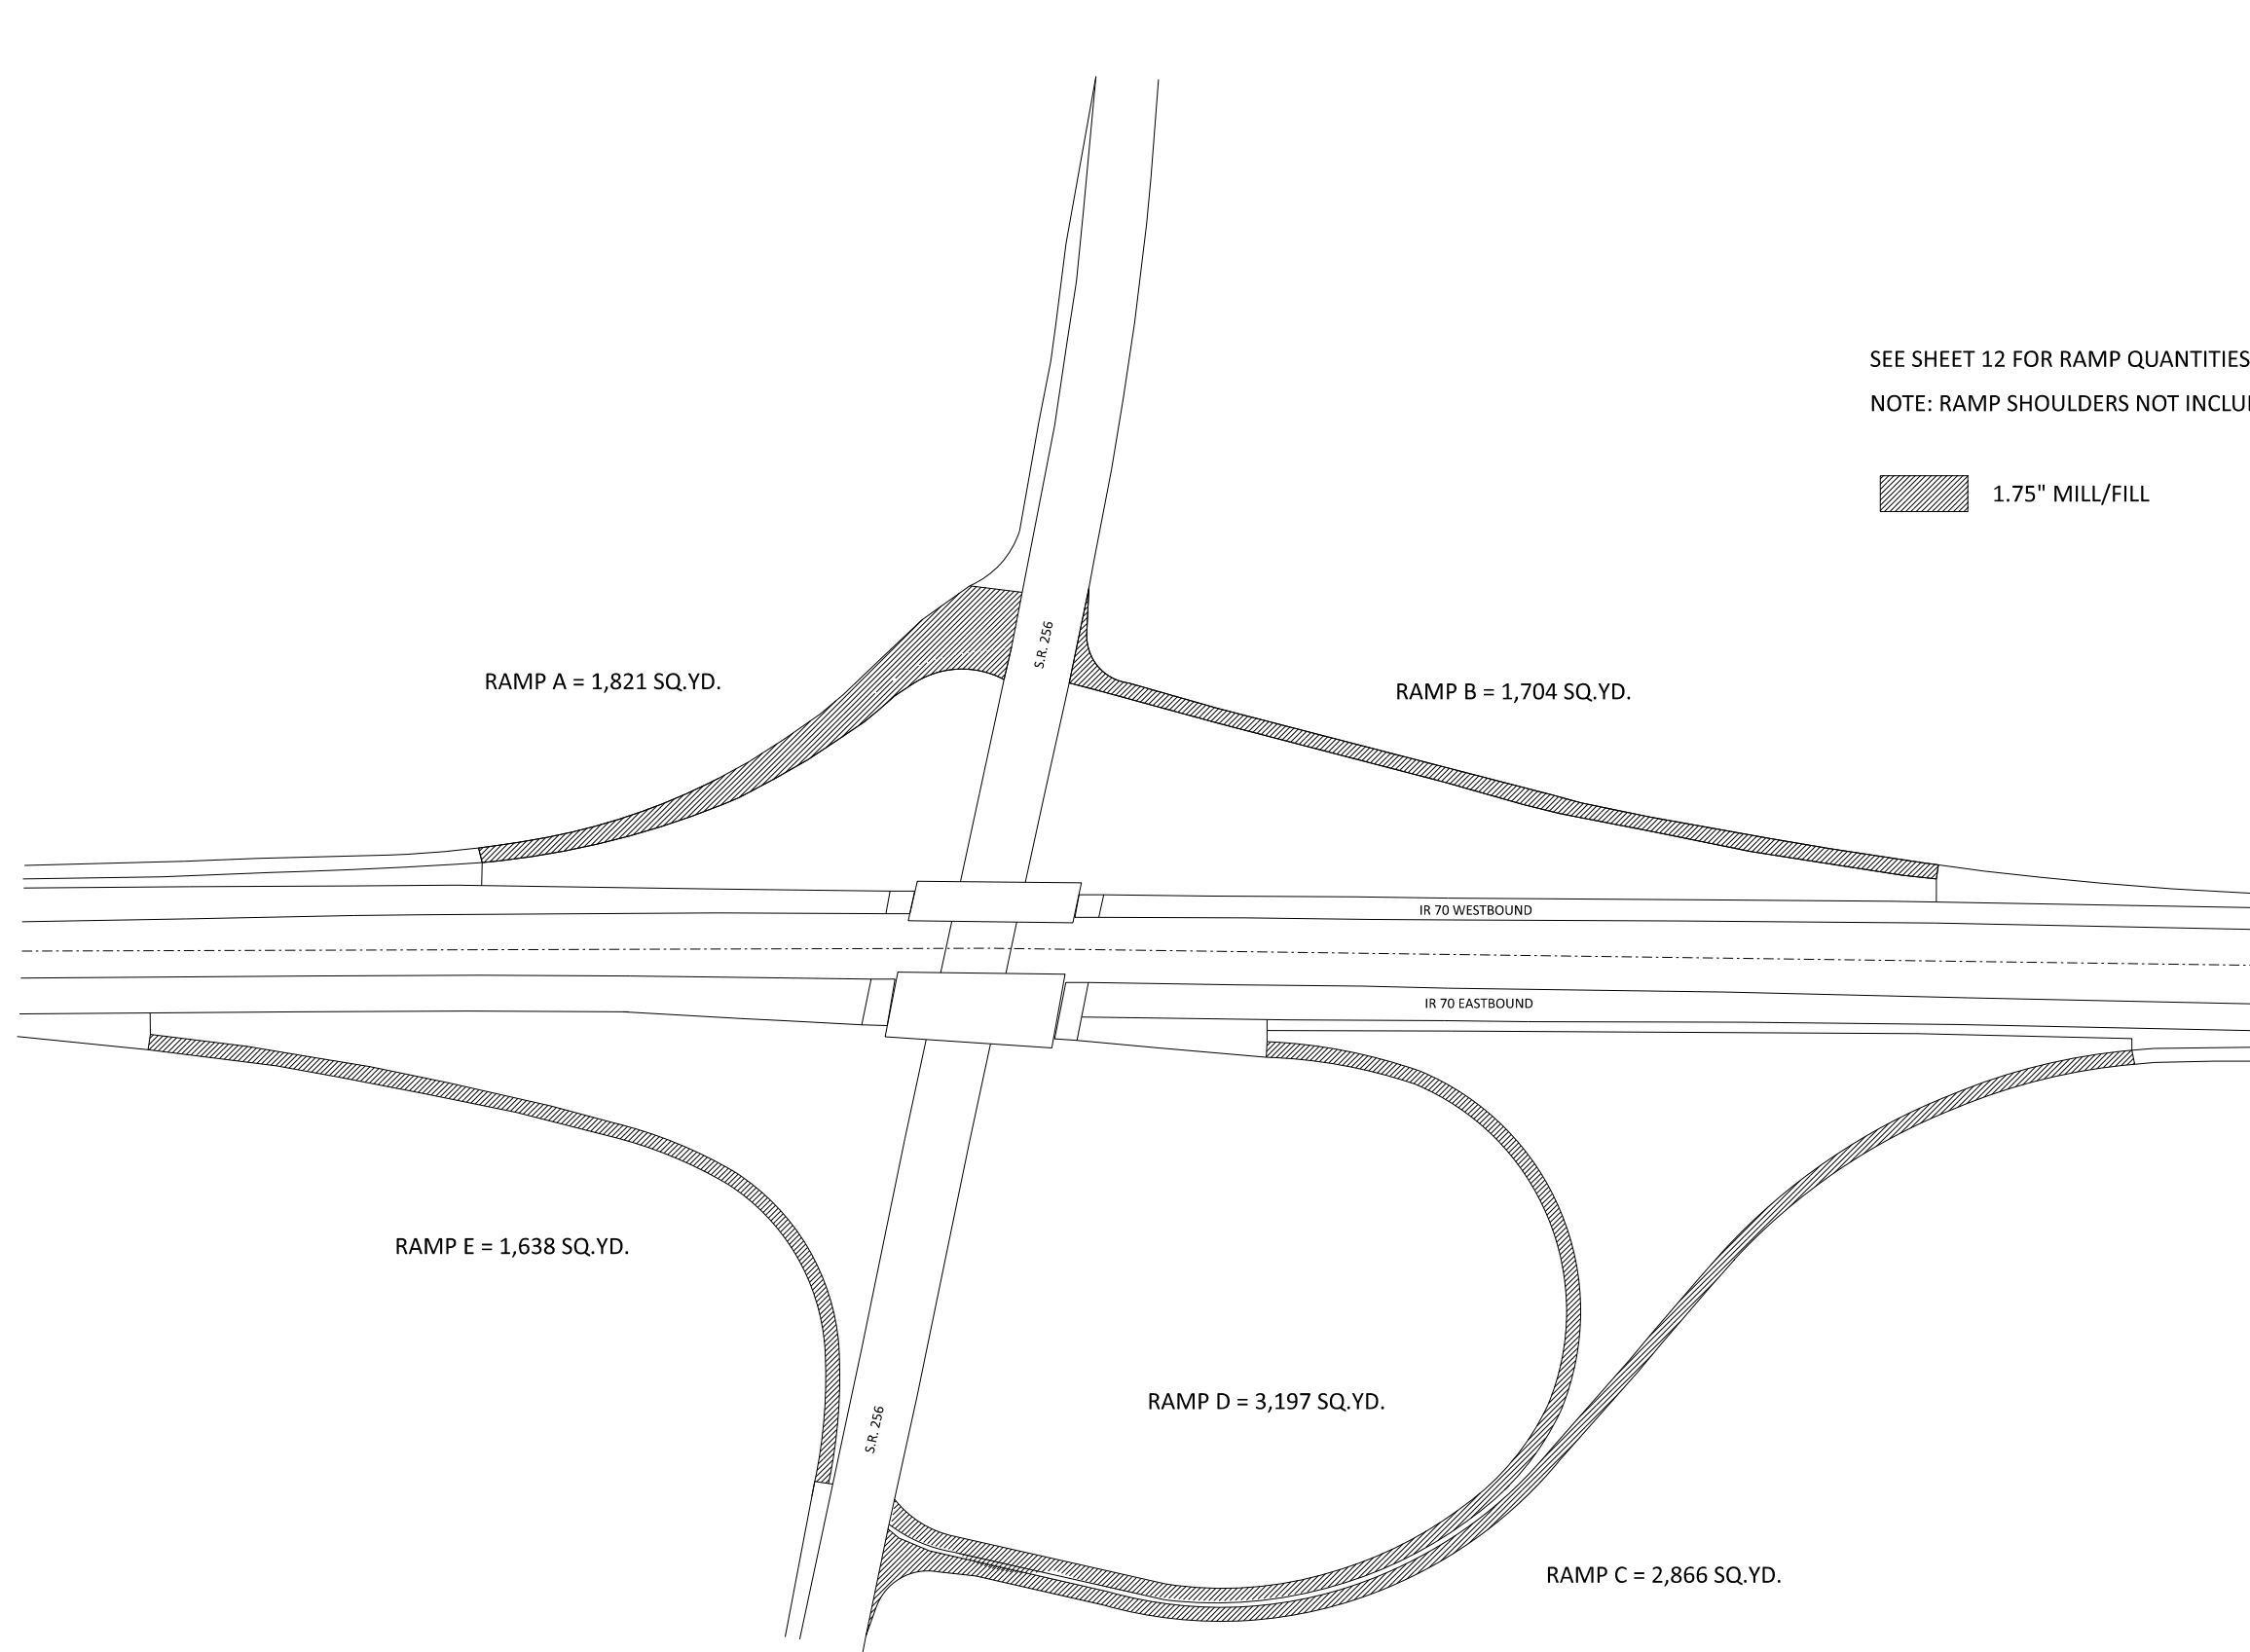 SEE SHEET 12 FOR RAMP QUANTITIES
NOTE: RAMP SHOULDERS NOT
1.75" MILL/FILL
S.R. 256
RAMP A = 1,821 SQ.YD.
RAMP B = 1,704 SQ.YD.
IR 70 WESTBOUND
IR 70 EASTBOUND
RAMP E = 1,638 SQ.YD.
RAMP D = 3,197 SQ.YD.
S.R. 256
RAMP C = 2,866 SQ.YD.